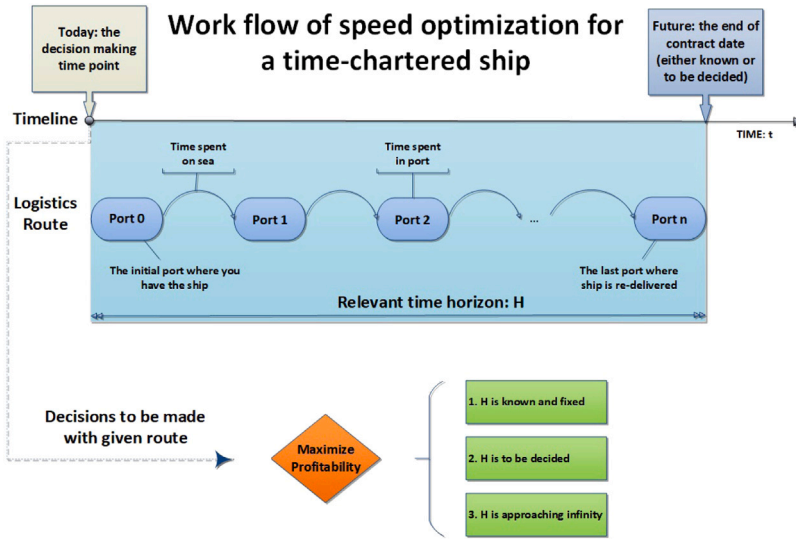 Work flow of speed optimization for
a time-chartered ship
Today: the
decision making
time point
Future: the end of
contract date
(either known or
to be decided)
Timeline
TIME: t
Time spent
on sea
Time spent
in port
Logistics
Route
Port 0
Port 1
Port 2
...
Port n
The initial port where you
have the ship
The last port where
ship is re-delivered
Relevant time horizon: H
Decisions to be made
with given route
Maximize
Profitability
1. H is known and fixed
2. H is to be decided
3. H is approaching infinity